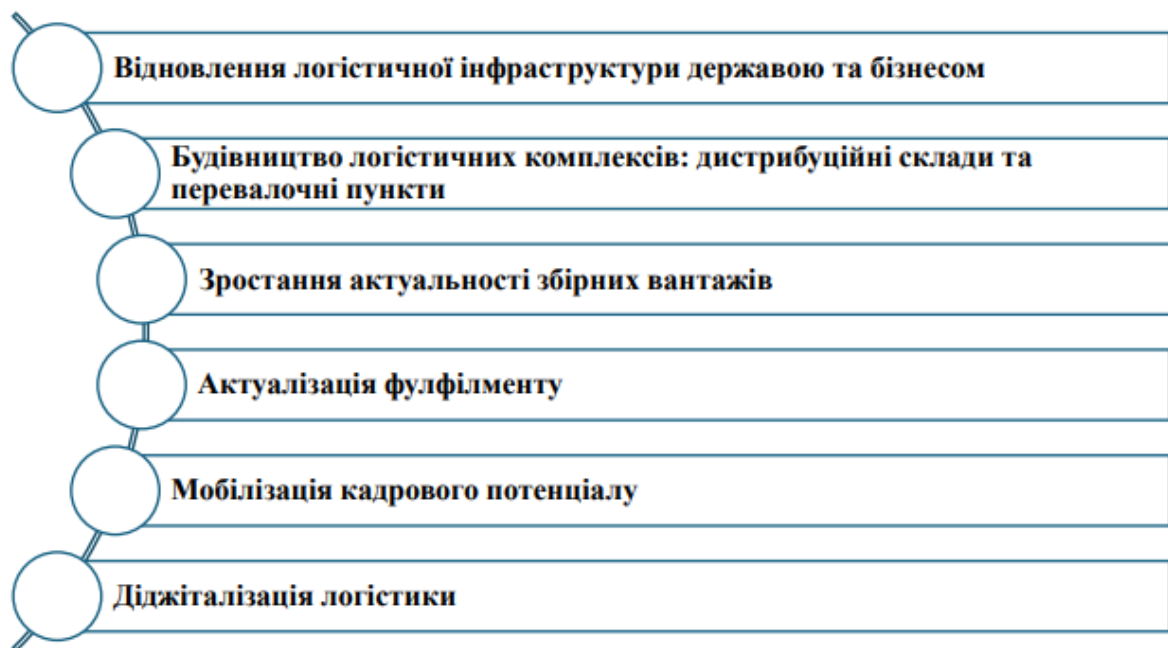 Відновлення логістичної інфраструктури державою та бізнесом
Будівництво логістичних комплексів: дистрибуційні склади та
перевалочні пункти
Зростання актуальності збірних вантажів
Актуалізація фулфілменту
Мобілізація кадрового потенціалу
Діджіталізація логістики